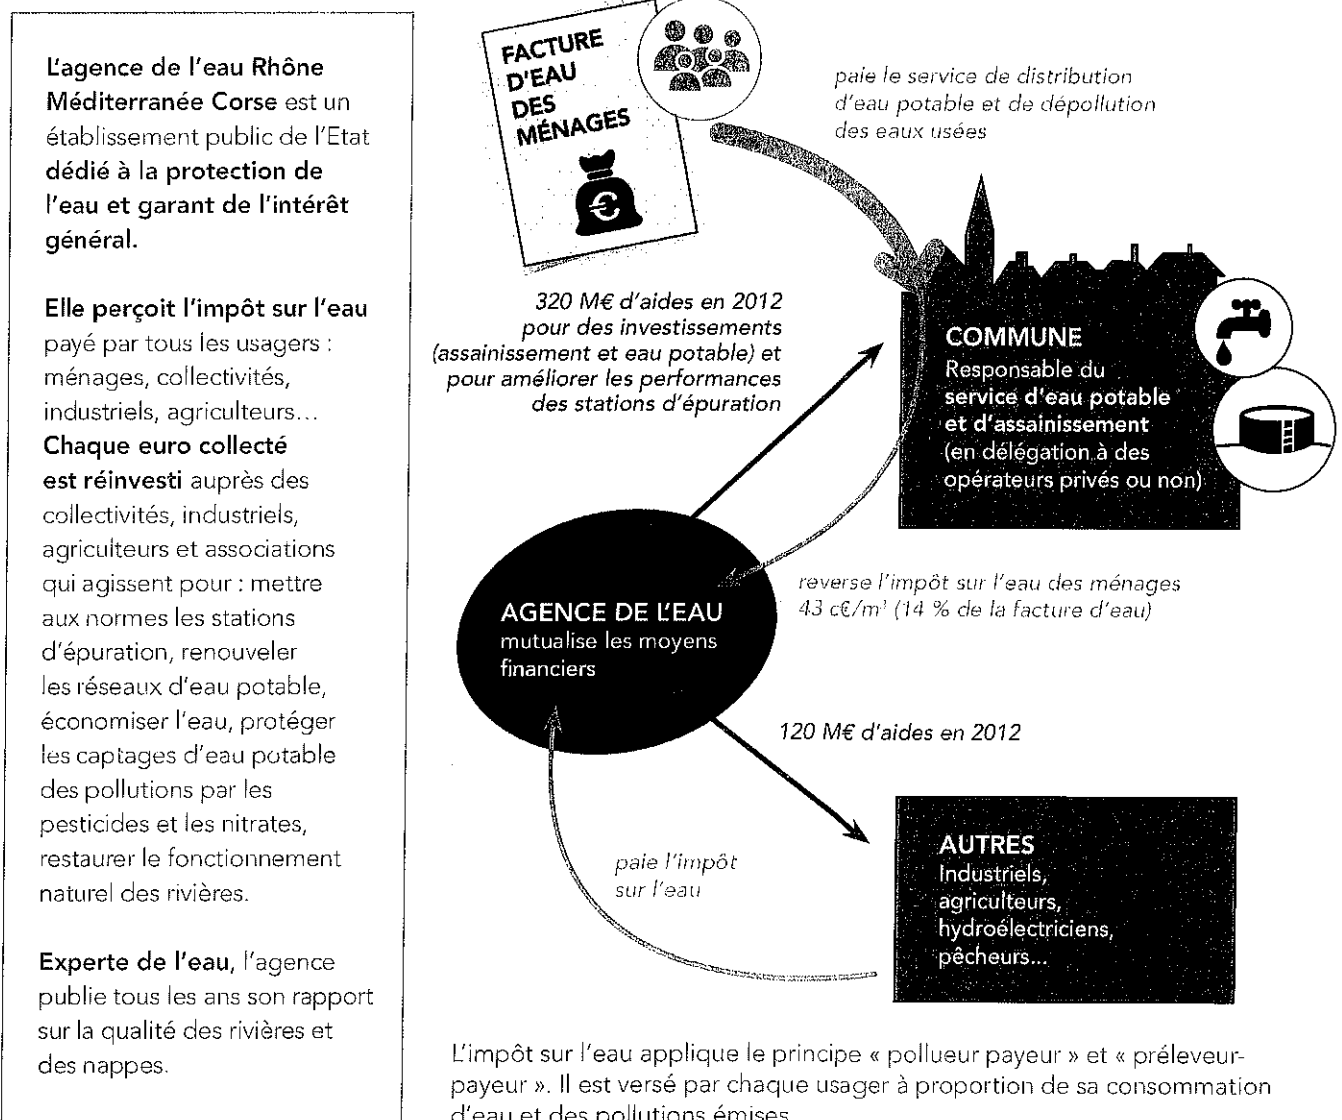 L'agence de l'eau Rhône
Méditerranée Corse est un
établissement public de l'Etat
dédié à la protection de
l'eau et garant de l'intérêt
général.
Elle perçoit l'impôt sur l'eau
payé par tous les usagers :
ménages, collectivités,
industriels, agriculteurs...
Chaque euro collecté
est réinvesti auprès des
collectivités, industriels,
agriculteurs et associations
qui agissent pour : mettre
aux normes les stations
d'épuration, renouveler
les réseaux d'eau potable,
économiser l'eau, protéger
les captages d'eau potable
des pollutions par les
pesticides et les nitrates,
restaurer le fonctionnement
naturel des rivières.
Experte de l'eau, l'agence
publie tous les ans son rapport
sur la qualité des rivières et
des nappes.
FACTURE
D'EAU
DES
MÉNAGES
€
paie le service de distribution
d'eau potable et de dépollution
des eaux usées
320 M€ d'aides en 2012
pour des investissements
(assainissement et eau potable) et
pour améliorer les performances
des stations d'épuration
COMMUNE
Responsable du
service d'eau potable
et d'assainissement
(en délégation à des
opérateurs privés ou non)
AGENCE DE L'EAU
mutualise les moyens
financiers
reverse l'impôt sur l'eau des ménages
43 c€/m³ (14 % de la facture d'eau)
120 M€ d'aides en 2012
paie l'impôt
sur l'eau
AUTRES
Industriels,
agriculteurs,
hydroélectriciens,
pêcheurs...
L'impôt sur l'eau applique le principe « pollueur payeur » et « préleveur-
payeur ». Il est versé par chaque usager à proportion de sa consommation
d'eau et des pollutions émises